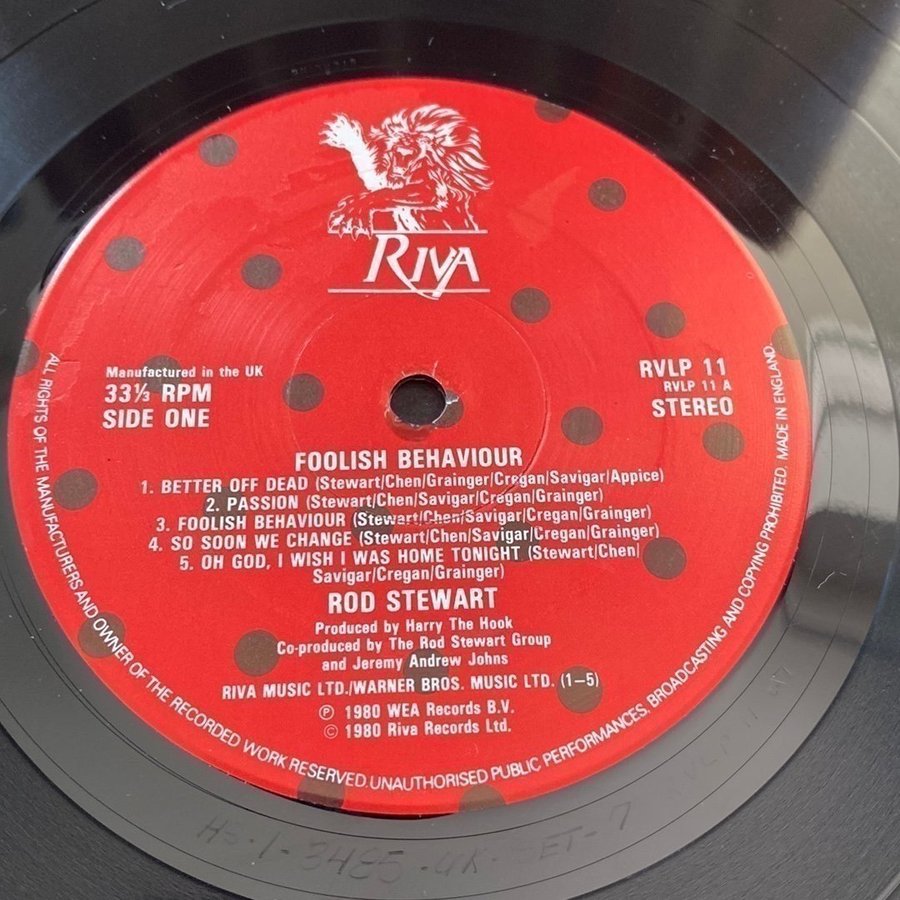 RIVA
Manufactured in the UK
33⅓ RPM
SIDE ONE
RVLP 11
RVLP 11 A
STEREO
FOOLISH BEHAVIOUR
1. BETTER OFF DEAD (Stewart/Chen/Grainger/Cregan/Savigar/Appice)
2. PASSION (Stewart/Chen/Savigar/Cregan/Grainger)
3. FOOLISH BEHAVIOUR (Stewart/Chen/Savigar/Cregan/Grainger)
4. SO SOON WE CHANGE (Stewart/Chen/Savigar/Cregan/Grainger)
5. OH GOD, I WISH I WAS HOME TONIGHT (Stewart/Chen/
Savigar/Cregan/Grainger)
ROD STEWART
Produced by Harry The Hook
Co-produced by The Rod Stewart Group
and Jeremy Andrew Johns
RIVA MUSIC LTD./WARNER BROS. MUSIC LTD. (1–5)
Ⓟ 1980 WEA Records B.V.
© 1980 Riva Records Ltd.
ALL RIGHTS OF THE MANUFACTURERS AND OWNER OF THE RECORDED WORK RESERVED. UNAUTHORISED PUBLIC PERFORMANCES, BROADCASTING AND COPYING PROHIBITED. MADE IN ENGLAND.